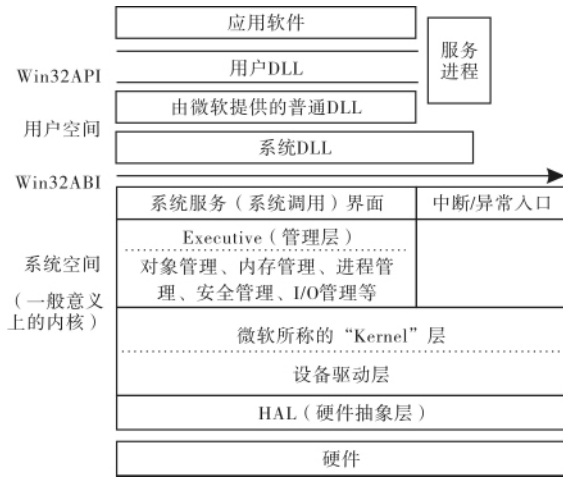 应用软件
服务
进程
Win32API
用户DLL
由微软提供的普通DLL
用户空间
系统DLL
Win32ABI
系统服务（系统调用）界面
中断/异常入口
Executive（管理层）
系统空间
对象管理、内存管理、进程管
理、安全管理、I/O管理等
（一般意义
上的内核）
微软所称的“Kernel”层
设备驱动层
HAL（硬件抽象层）
硬件